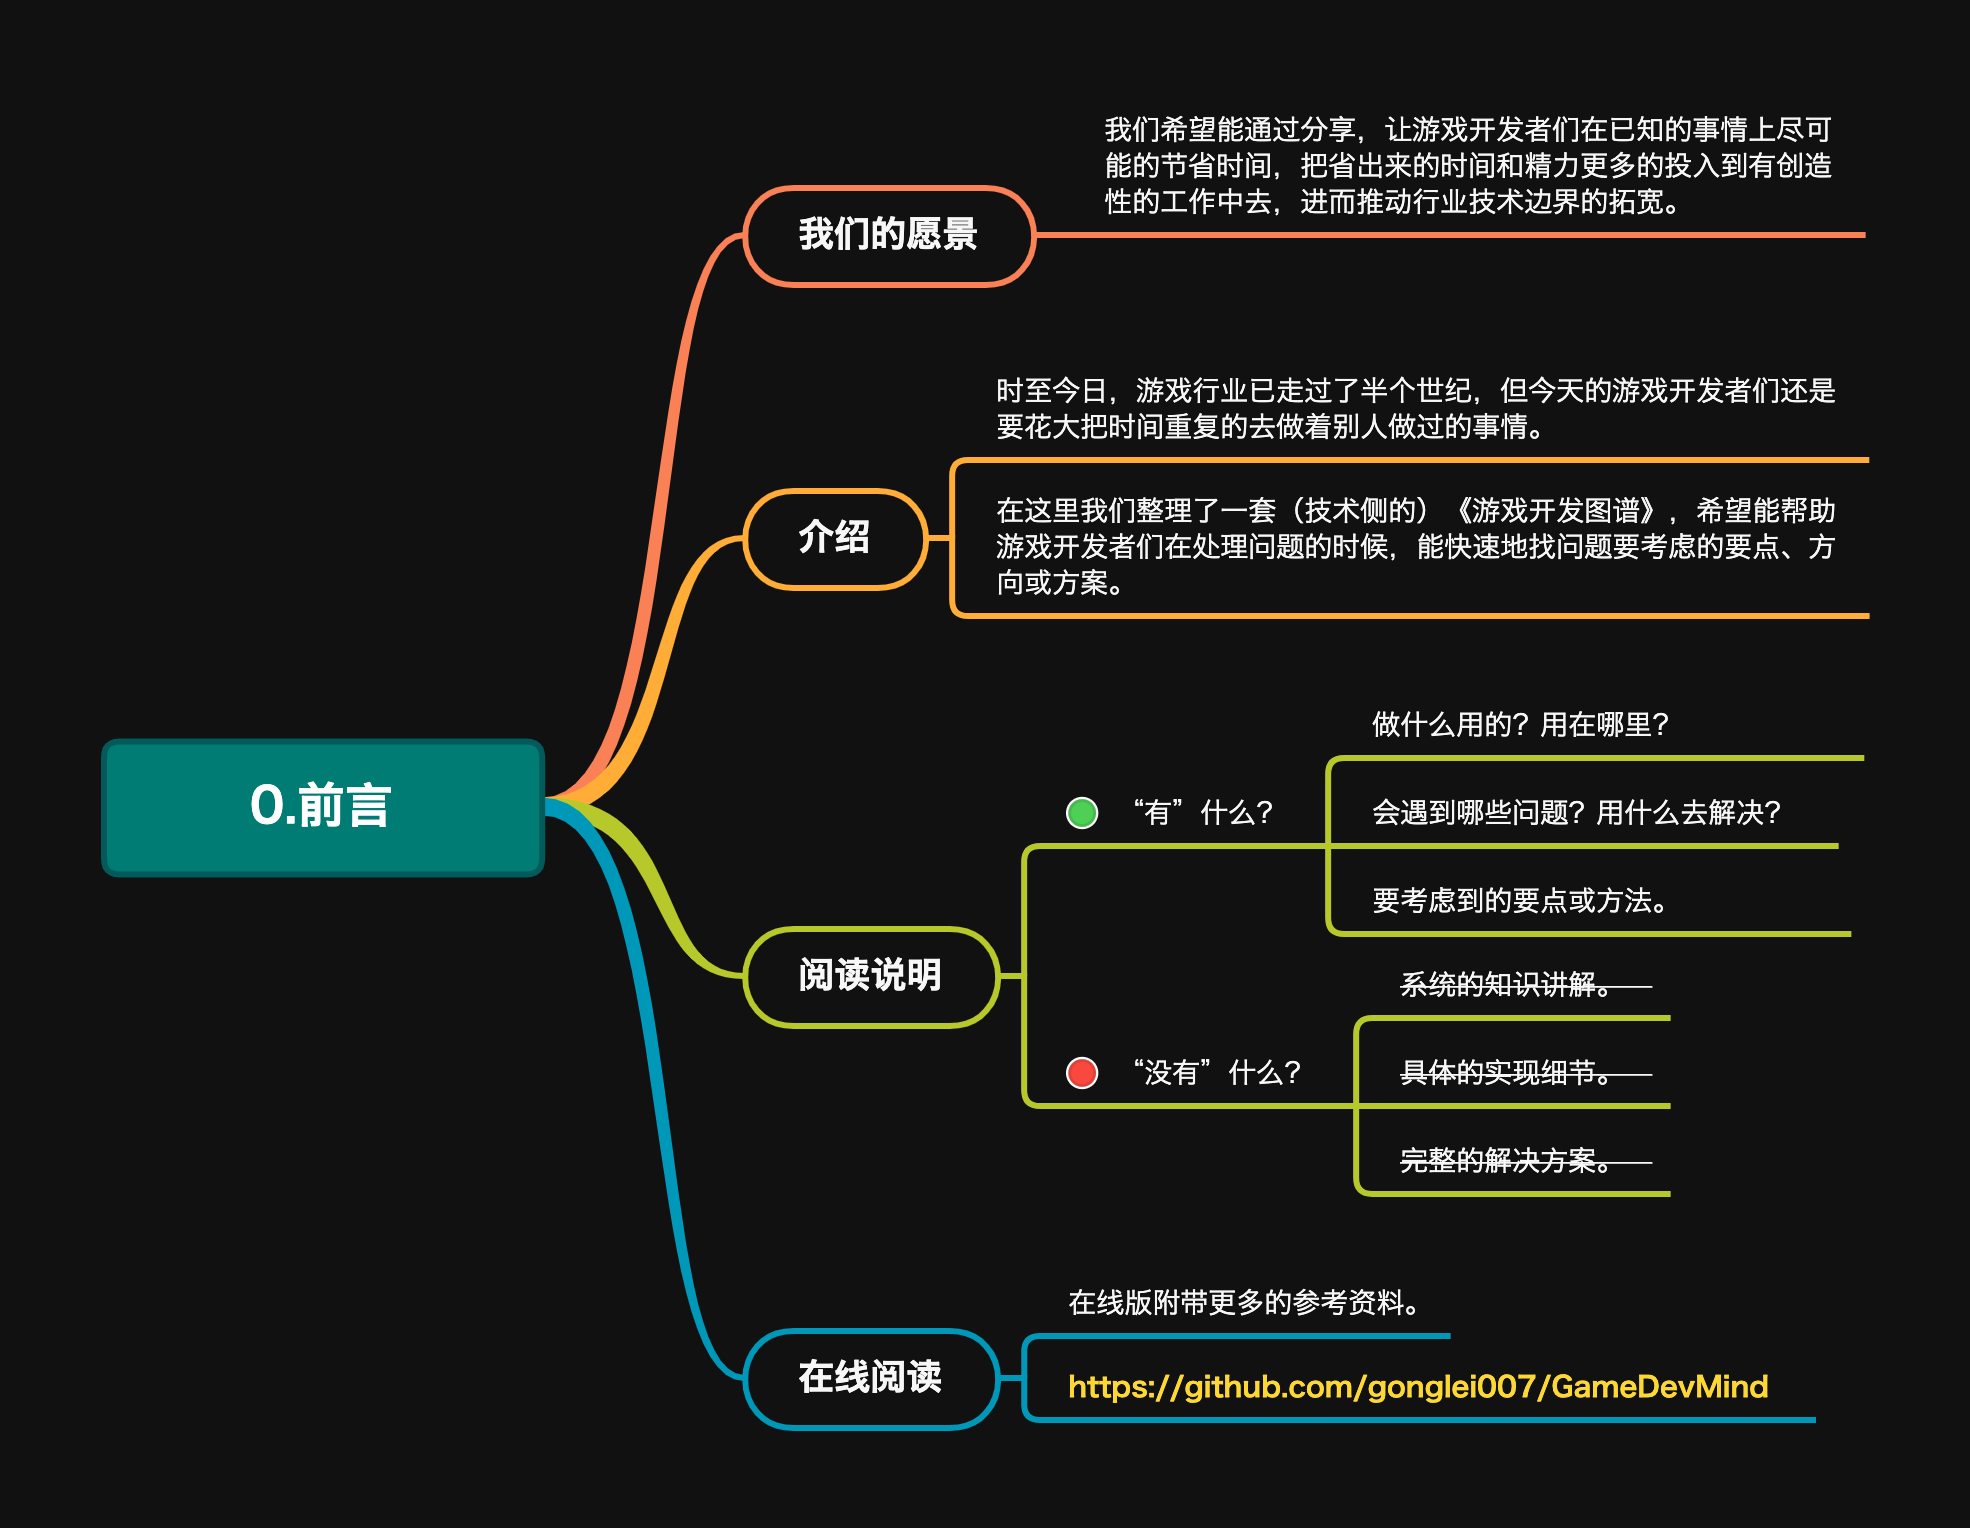 0.前言
我们的愿景
我们希望能通过分享，让游戏开发者们在已知的事情上尽可
能的节省时间，把省出来的时间和精力更多的投入到有创造
性的工作中去，进而推动行业技术边界的拓宽。
介绍
时至今日，游戏行业已走过了半个世纪，但今天的游戏开发者们还是
要花大把时间重复的去做着别人做过的事情。
在这里我们整理了一套（技术侧的）《游戏开发图谱》，希望能帮助
游戏开发者们在处理问题的时候，能快速地找问题要考虑的要点、方
向或方案。
阅读说明
“有”什么？
做什么用的？用在哪里？
会遇到哪些问题？用什么去解决？
要考虑到的要点或方法。
“没有”什么？
系统的知识讲解。
具体的实现细节。
完整的解决方案。
在线阅读
在线版附带更多的参考资料。
https://github.com/gonglei007/GameDevMind